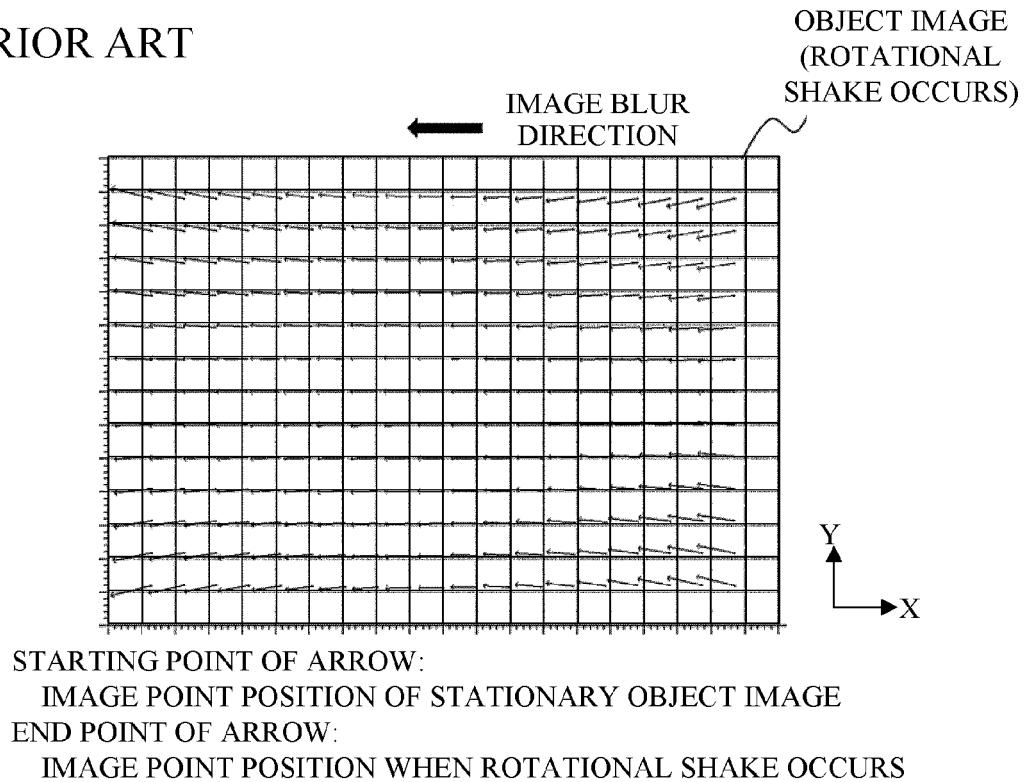 RIOR ART
OBJECT IMAGE
(ROTATIONAL
SHAKE OCCURS)
IMAGE BLUR
DIRECTION
Y
X
STARTING POINT OF ARROW:
IMAGE POINT POSITION OF STATIONARY OBJECT IMAGE
END POINT OF ARROW:
IMAGE POINT POSITION WHEN ROTATIONAL SHAKE OCCURS